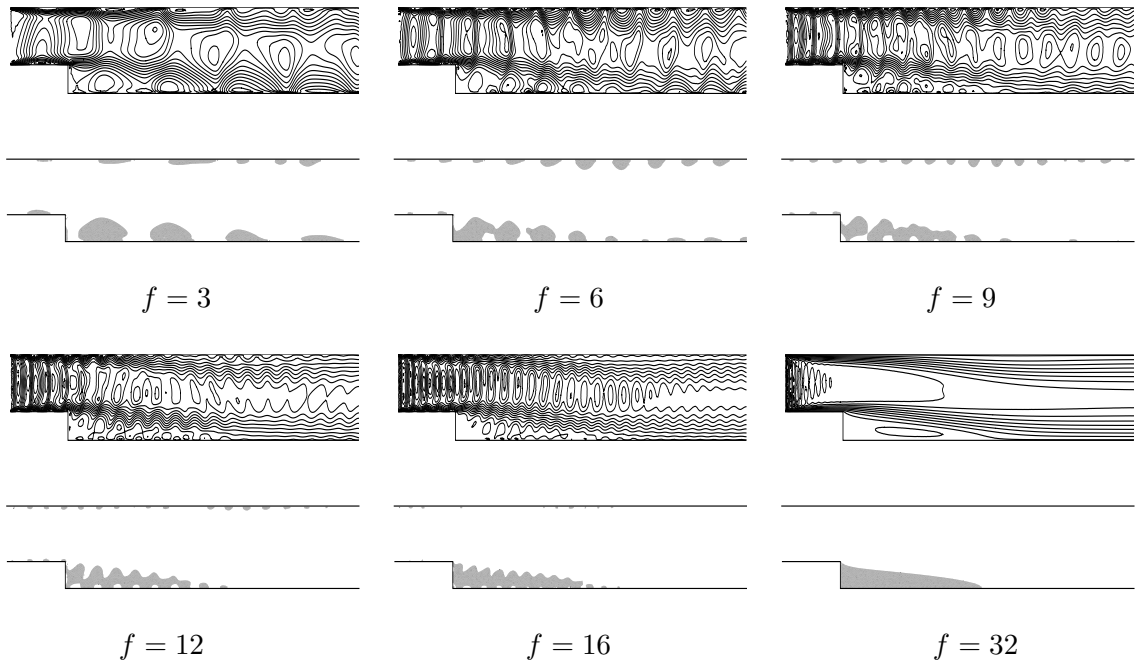 f = 3
f = 6
f = 9
f = 12
f = 16
f = 32